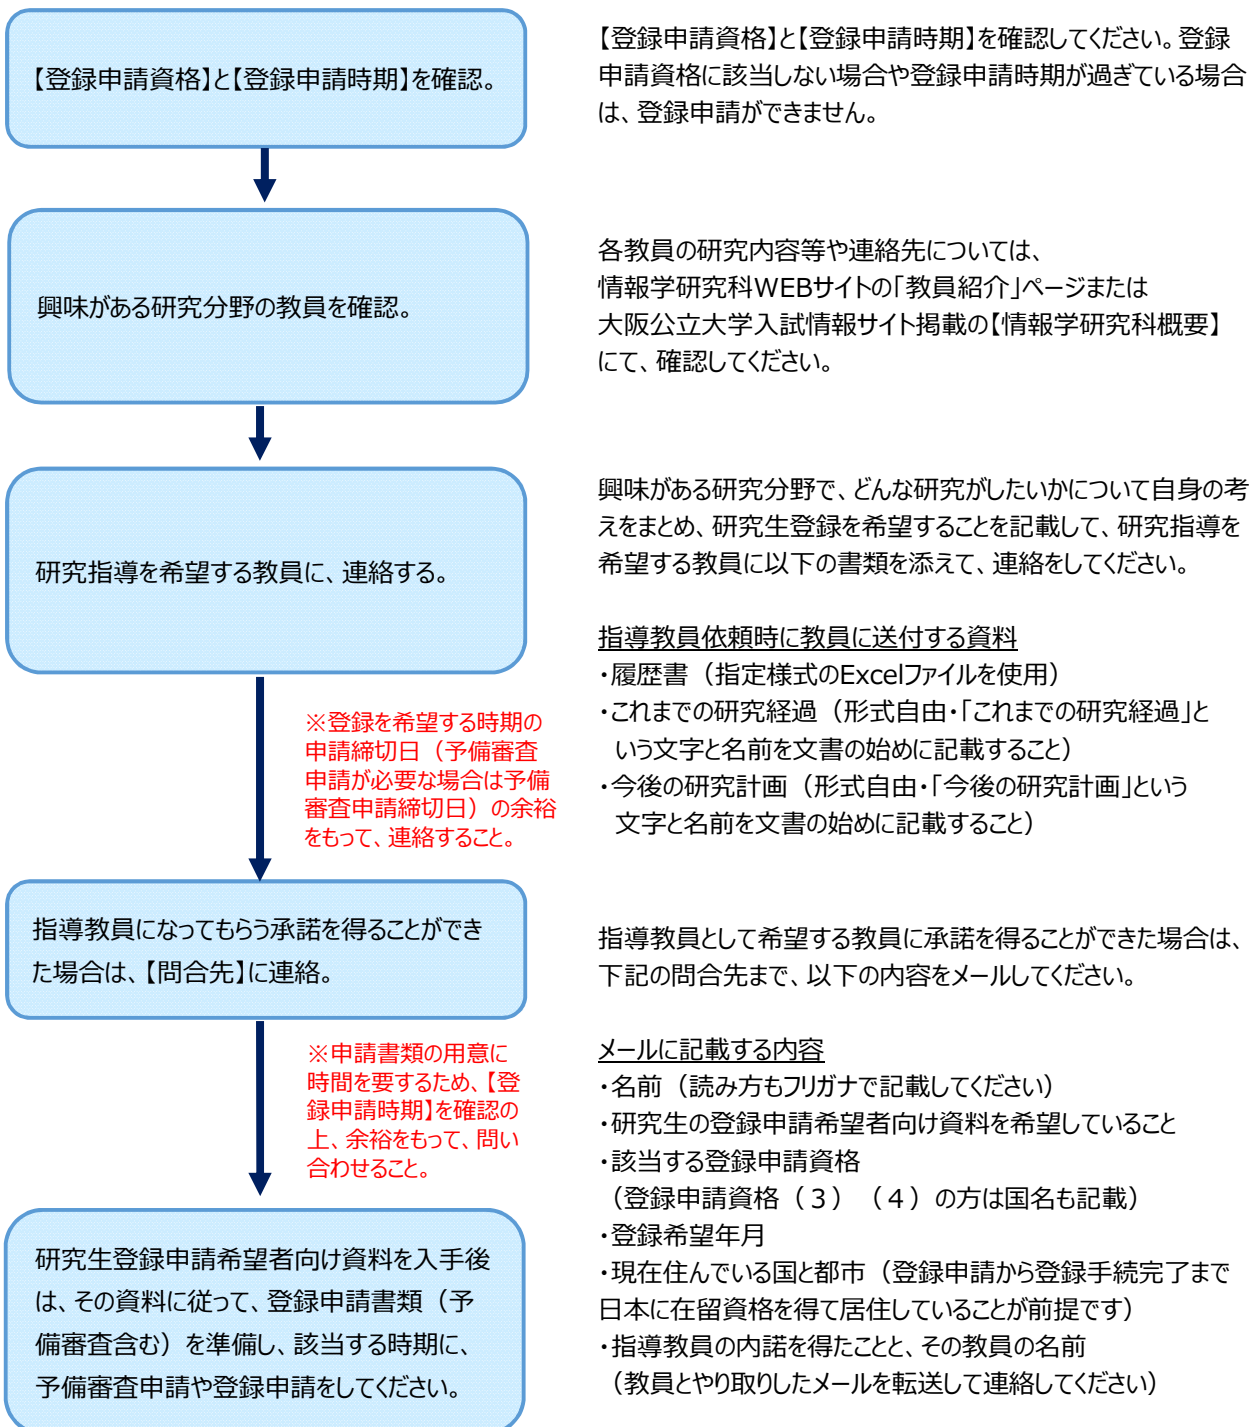 【登録申請資格】と【登録申請時期】を確認。
【登録申請資格】と【登録申請時期】を確認してください。登録
申請資格に該当しない場合や登録申請時期が過ぎている場合
は、登録申請ができません。
興味がある研究分野の教員を確認。
各教員の研究内容等や連絡先については、
情報学研究科WEBサイトの「教員紹介」ページまたは
大阪公立大学入試情報サイト掲載の【情報学研究科概要】
にて、確認してください。
研究指導を希望する教員に、連絡する。
興味がある研究分野で、どんな研究がしたいかについて自身の考
えをまとめ、研究生登録を希望することを記載して、研究指導を
希望する教員に以下の書類を添えて、連絡をしてください。
指導教員依頼時に教員に送付する資料
・履歴書（指定様式のExcelファイルを使用）
・これまでの研究経過（形式自由・「これまでの研究経過」と
いう文字と名前を文書の始めに記載すること）
・今後の研究計画（形式自由・「今後の研究計画」という
文字と名前を文書の始めに記載すること）
※登録を希望する時期の
申請締切日（予備審査
申請が必要な場合は予備
審査申請締切日）の余裕
をもって、連絡すること。
指導教員になってもらう承諾を得ることができ
た場合は、【問合先】に連絡。
指導教員として希望する教員に承諾を得ることができた場合は、
下記の問合先まで、以下の内容をメールしてください。
メールに記載する内容
・名前（読み方もフリガナで記載してください）
・研究生の登録申請希望者向け資料を希望していること
・該当する登録申請資格
（登録申請資格（３）（４）の方は国名も記載）
・登録希望年月
・現在住んでいる国と都市（登録申請から登録手続完了まで
日本に在留資格を得て居住していることが前提です）
・指導教員の内諾を得たことと、その教員の名前
（教員とやり取りしたメールを転送して連絡してください）
※申請書類の用意に
時間を要するため、【登
録申請時期】を確認の
上、余裕をもって、問い
合わせること。
研究生登録申請希望者向け資料を入手後
は、その資料に従って、登録申請書類（予
備審査含む）を準備し、該当する時期に、
予備審査申請や登録申請をしてください。